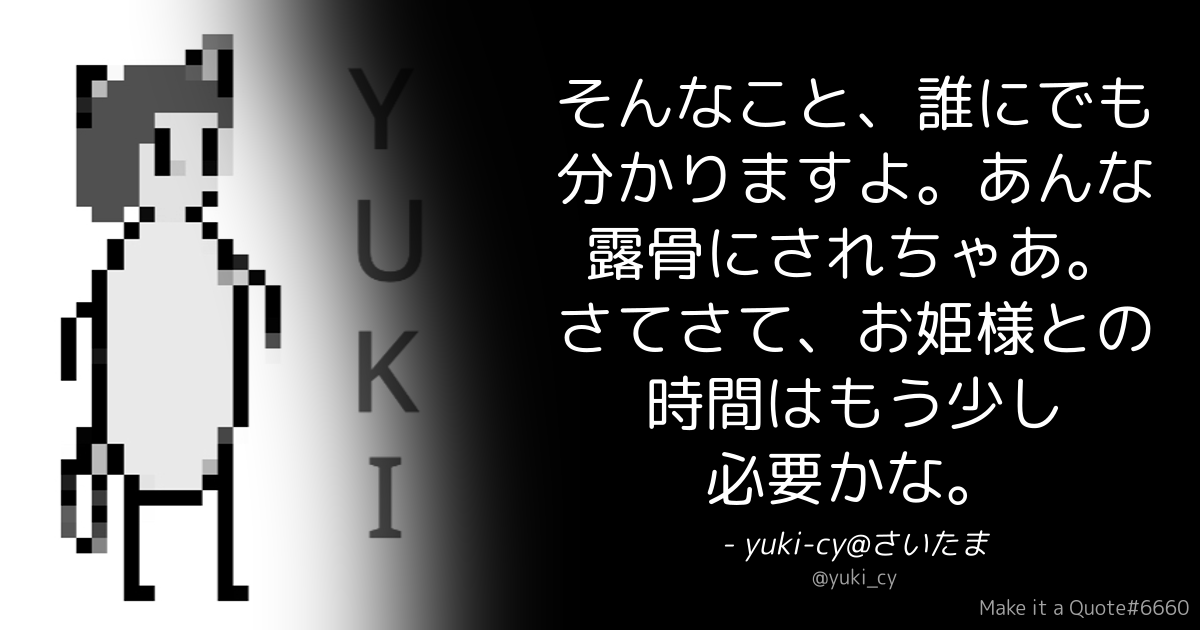 YUKI
そんなこと、誰にでも
分かりますよ。あんな
露骨にされちゃあ。
さてさて、お姫様との
時間はもう少し
必要かな。
- yuki-cy@さいたま
@yuki_cy
Make it a Quote#6660